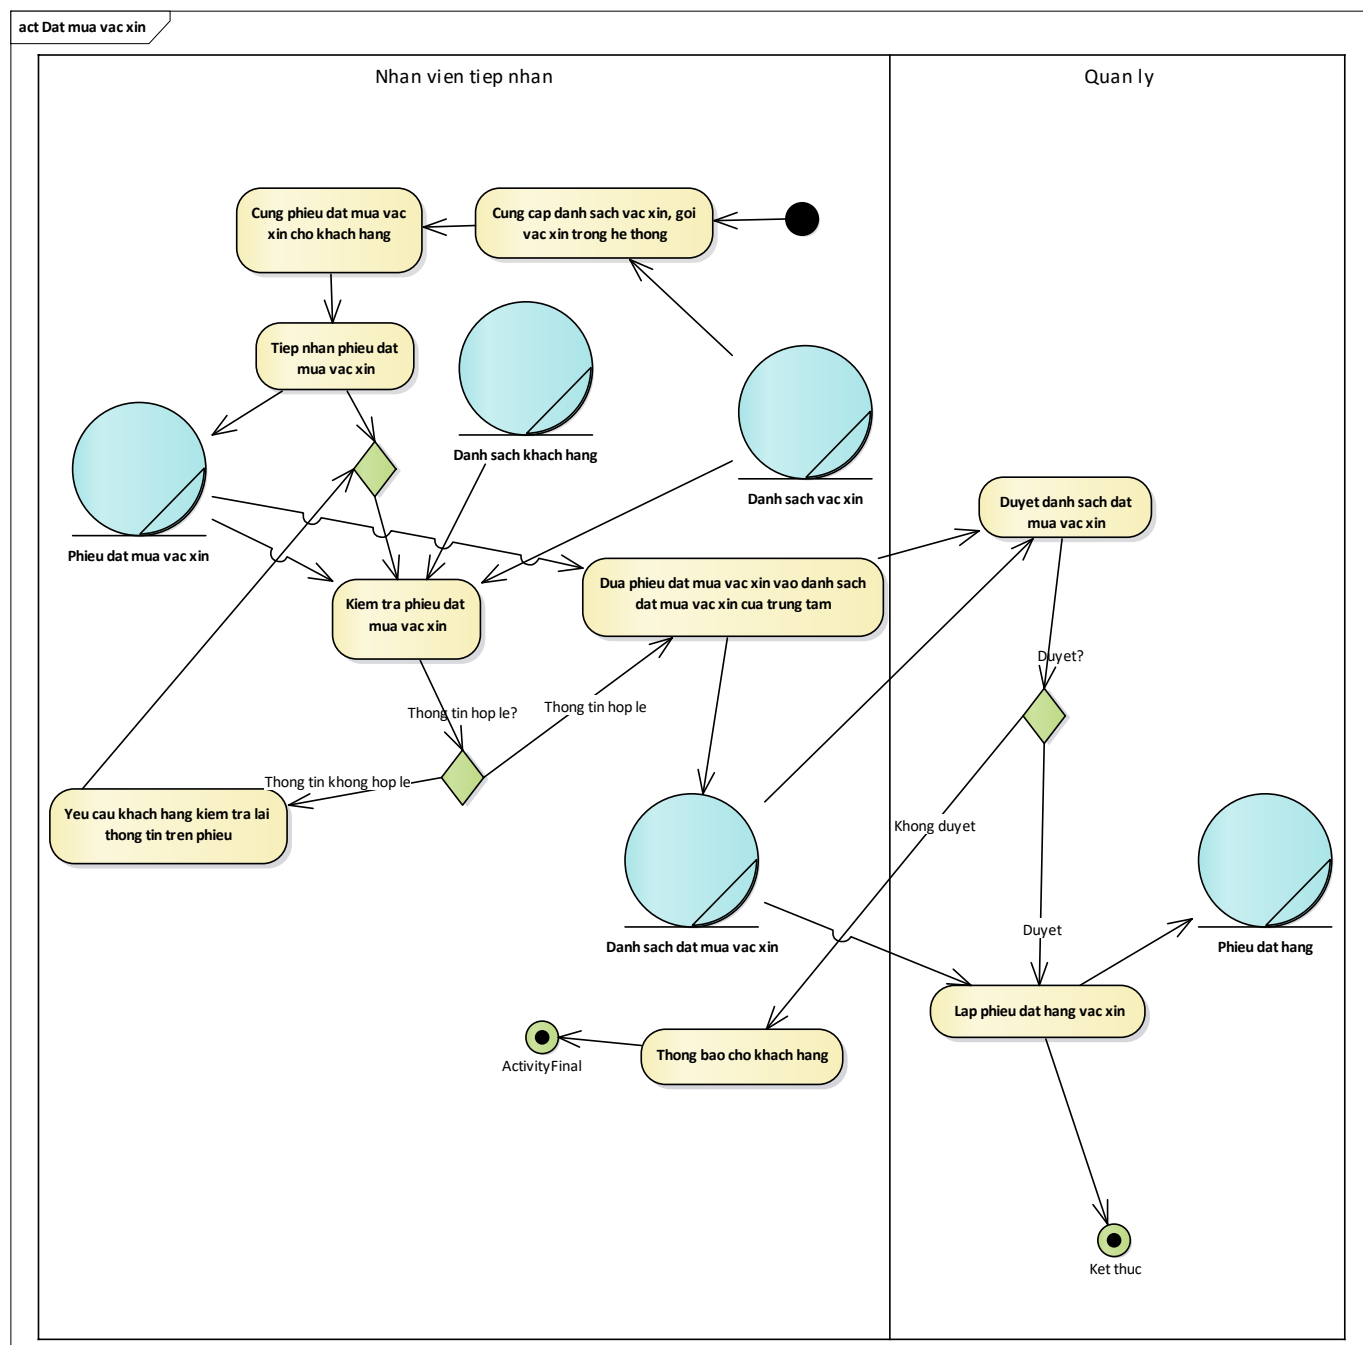 act Dat mua vac xin
Nhan vien tiep nhan
Quan ly
Cung phieu dat mua vac
xin cho khach hang
Cung cap danh sach vac xin, goi
vac xin trong he thong
Tiep nhan phieu dat
mua vac xin
Danh sach khach hang
Danh sach vac xin
Phieu dat mua vac xin
Duyet danh sach dat
mua vac xin
Kiem tra phieu dat
mua vac xin
Dua phieu dat mua vac xin vao danh sach
dat mua vac xin cua trung tam
Duyet?
Thong tin hop le?
Thong tin hop le
Thong tin khong hop le
Yeu cau khach hang kiem tra lai
thong tin tren phieu
Khong duyet
Duyet
Danh sach dat mua vac xin
Phieu dat hang
Lap phieu dat hang vac xin
Thong bao cho khach hang
ActivityFinal
Ket thuc